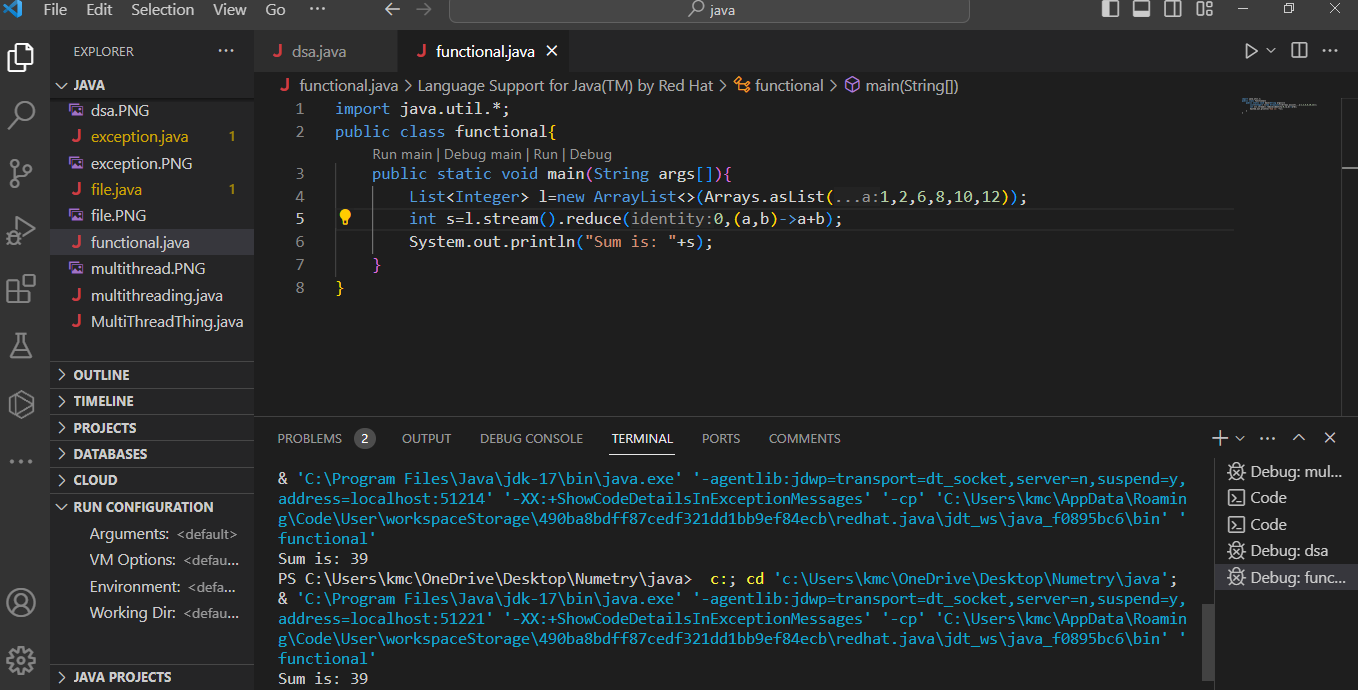 File Edit Selection View Go ··· java
EXPLORER ···
JAVA
dsa.PNG
exception.java 1
exception.PNG
file.java 1
file.PNG
functional.java
multithread.PNG
multithreading.java
MultiThreadThing.java
OUTLINE
TIMELINE
PROJECTS
DATABASES
CLOUD
RUN CONFIGURATION
Arguments: <default>
VM Options: <defau...
Environment: <defa...
Working Dir: <defau...
JAVA PROJECTS
dsa.java functional.java
functional.java > Language Support for Java(TM) by Red Hat > functional > main(String[])
1 import java.util.*;
2 public class functional{
Run main | Debug main | Run | Debug
3 public static void main(String args[]){
4 List<Integer> l=new ArrayList<>(Arrays.asList(...a:1,2,6,8,10,12));
5 int s=l.stream().reduce(identity:0,(a,b)->a+b);
6 System.out.println("Sum is: "+s);
7 }
8 }
PROBLEMS 2 OUTPUT DEBUG CONSOLE TERMINAL PORTS COMMENTS
& 'C:\Program Files\Java\jdk-17\bin\java.exe' '-agentlib:jdwp=transport=dt_socket,server=n,suspend=y,
address=localhost:51214' '-XX:+ShowCodeDetailsInExceptionMessages' '-cp' 'C:\Users\kmc\AppData\Roamin
g\Code\User\workspaceStorage\490ba8bdff87cedf321dd1bb9ef84ecb\redhat.java\jdt_ws\java_f0895bc6\bin' '
functional'
Sum is: 39
PS C:\Users\kmc\OneDrive\Desktop\Numetry\java> c:; cd 'c:\Users\kmc\OneDrive\Desktop\Numetry\java';
& 'C:\Program Files\Java\jdk-17\bin\java.exe' '-agentlib:jdwp=transport=dt_socket,server=n,suspend=y,
address=localhost:51221' '-XX:+ShowCodeDetailsInExceptionMessages' '-cp' 'C:\Users\kmc\AppData\Roamin
g\Code\User\workspaceStorage\490ba8bdff87cedf321dd1bb9ef84ecb\redhat.java\jdt_ws\java_f0895bc6\bin' '
functional'
Sum is: 39
Debug: mul...
Code
Code
Debug: dsa
Debug: func...